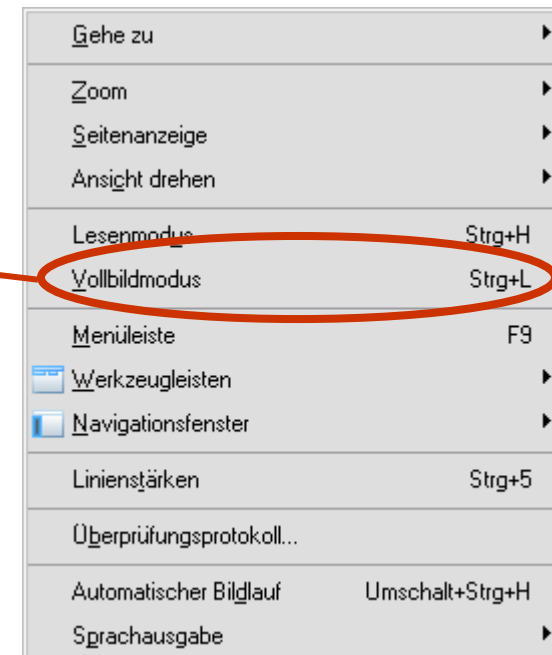 Gehe zu
Zoom
Seitenanzeige
Ansicht drehen
Lesenmodus Strg+H
Vollbildmodus Strg+L
Menüleiste F9
Werkzeugleisten
Navigationsfenster
Linienstärken Strg+5
Überprüfungsprotokoll...
Automatischer Bildlauf Umschalt+Strg+H
Sprachausgabe